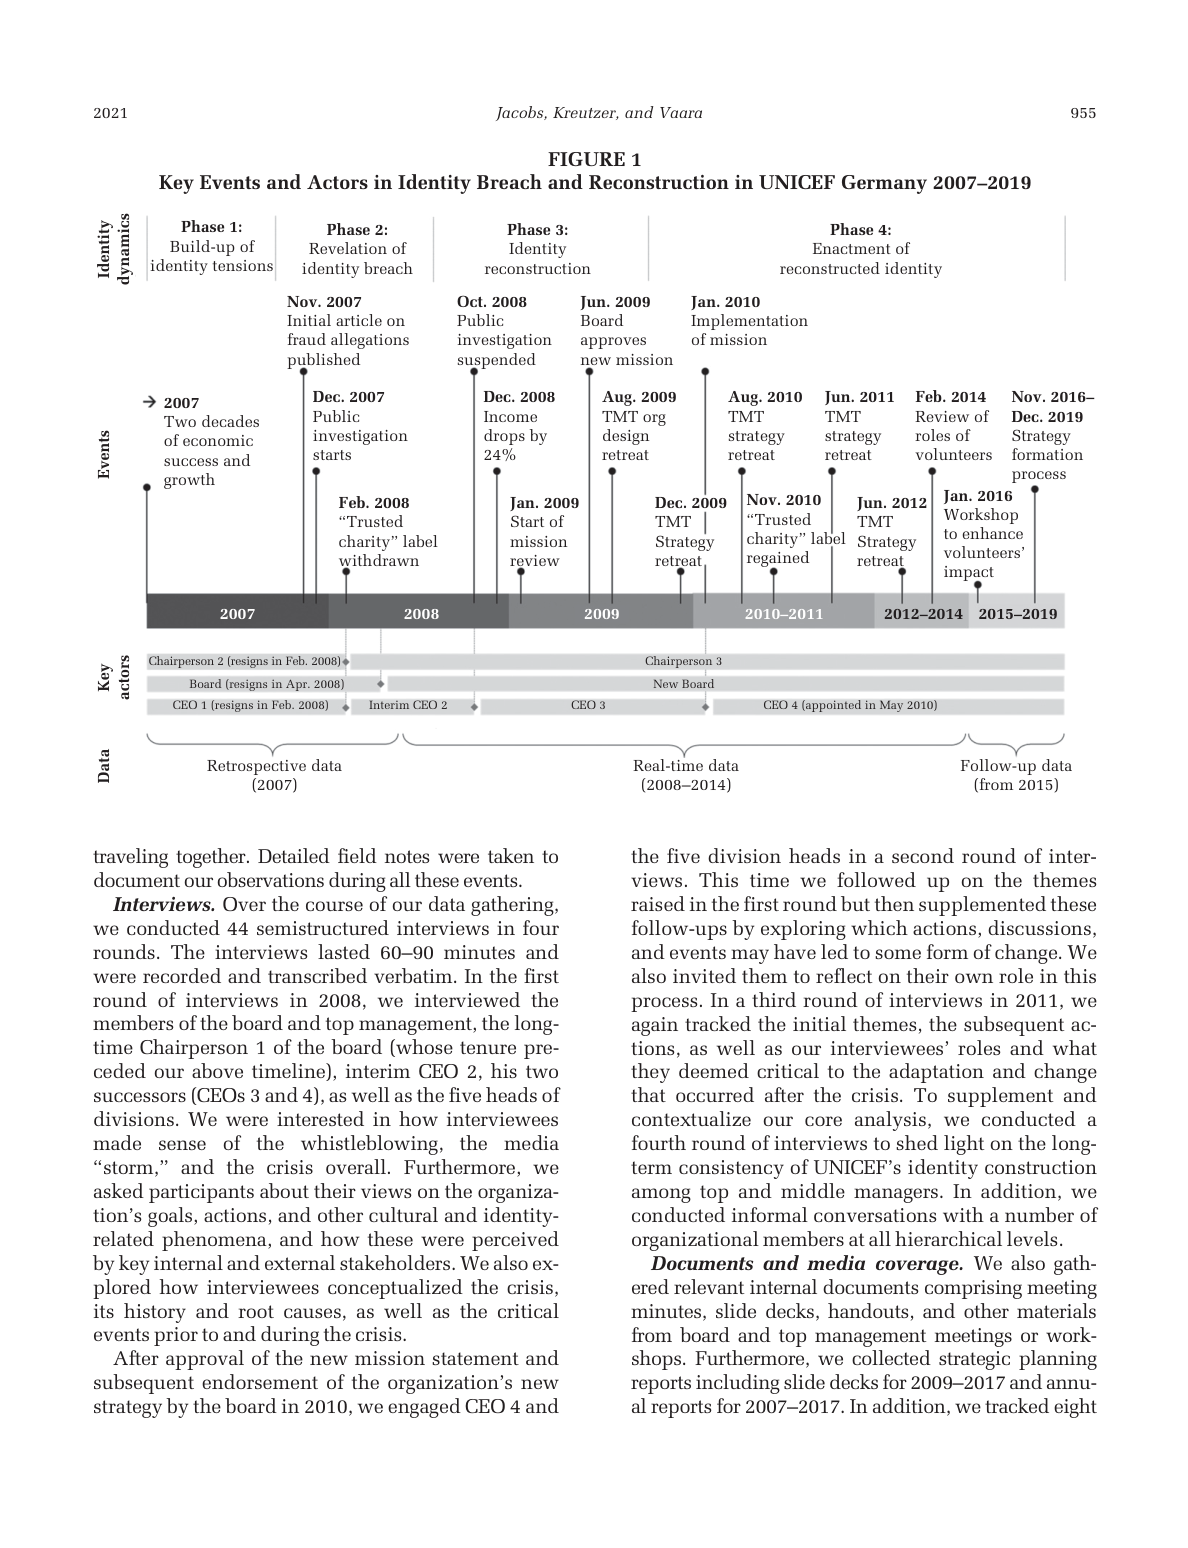 2021
Jacobs, Kreutzer, and Vaara
955
FIGURE 1
Key Events and Actors in Identity Breach and Reconstruction in UNICEF Germany 2007–2019
Identity
dynamics
Phase 1:
Build-up of
identity tensions
Phase 2:
Revelation of
identity breach
Phase 3:
Identity
reconstruction
Phase 4:
Enactment of
reconstructed identity
Events
Nov. 2007
Initial article on
fraud allegations
published
Oct. 2008
Public
investigation
suspended
Jun. 2009
Board
approves
new mission
Jan. 2010
Implementation
of mission
→ 2007
Two decades
of economic
success and
growth
Dec. 2007
Public
investigation
starts
Dec. 2008
Income
drops by
24%
Aug. 2009
TMT org
design
retreat
Aug. 2010
TMT
strategy
retreat
Jun. 2011
TMT
strategy
retreat
Feb. 2014
Review of
roles of
volunteers
Nov. 2016–
Dec. 2019
Strategy
formation
process
Feb. 2008
“Trusted
charity” label
withdrawn
Jan. 2009
Start of
mission
review
Dec. 2009
TMT
Strategy
retreat
Nov. 2010
“Trusted
charity” label
regained
Jun. 2012
TMT
Strategy
retreat
Jan. 2016
Workshop
to enhance
volunteers’
impact
2007
2008
2009
2010–2011
2012–2014
2015–2019
Key
actors
Chairperson 2 (resigns in Feb. 2008)
Chairperson 3
Board (resigns in Apr. 2008)
New Board
CEO 1 (resigns in Feb. 2008)
Interim CEO 2
CEO 3
CEO 4 (appointed in May 2010)
Data
Retrospective data
(2007)
Real-time data
(2008–2014)
Follow-up data
(from 2015)
traveling together. Detailed field notes were taken to
document our observations during all these events.
Interviews. Over the course of our data gathering,
we conducted 44 semistructured interviews in four
rounds. The interviews lasted 60–90 minutes and
were recorded and transcribed verbatim. In the first
round of interviews in 2008, we interviewed the
members of the board and top management, the long-
time Chairperson 1 of the board (whose tenure pre-
ceded our above timeline), interim CEO 2, his two
successors (CEOs 3 and 4), as well as the five heads of
divisions. We were interested in how interviewees
made sense of the whistleblowing, the media
“storm,” and the crisis overall. Furthermore, we
asked participants about their views on the organiza-
tion’s goals, actions, and other cultural and identity-
related phenomena, and how these were perceived
by key internal and external stakeholders. We also ex-
plored how interviewees conceptualized the crisis,
its history and root causes, as well as the critical
events prior to and during the crisis.
After approval of the new mission statement and
subsequent endorsement of the organization’s new
strategy by the board in 2010, we engaged CEO 4 and
the five division heads in a second round of inter-
views. This time we followed up on the themes
raised in the first round but then supplemented these
follow-ups by exploring which actions, discussions,
and events may have led to some form of change. We
also invited them to reflect on their own role in this
process. In a third round of interviews in 2011, we
again tracked the initial themes, the subsequent ac-
tions, as well as our interviewees’ roles and what
they deemed critical to the adaptation and change
that occurred after the crisis. To supplement and
contextualize our core analysis, we conducted a
fourth round of interviews to shed light on the long-
term consistency of UNICEF’s identity construction
among top and middle managers. In addition, we
conducted informal conversations with a number of
organizational members at all hierarchical levels.
Documents and media coverage. We also gath-
ered relevant internal documents comprising meeting
minutes, slide decks, handouts, and other materials
from board and top management meetings or work-
shops. Furthermore, we collected strategic planning
reports including slide decks for 2009–2017 and annu-
al reports for 2007–2017. In addition, we tracked eight